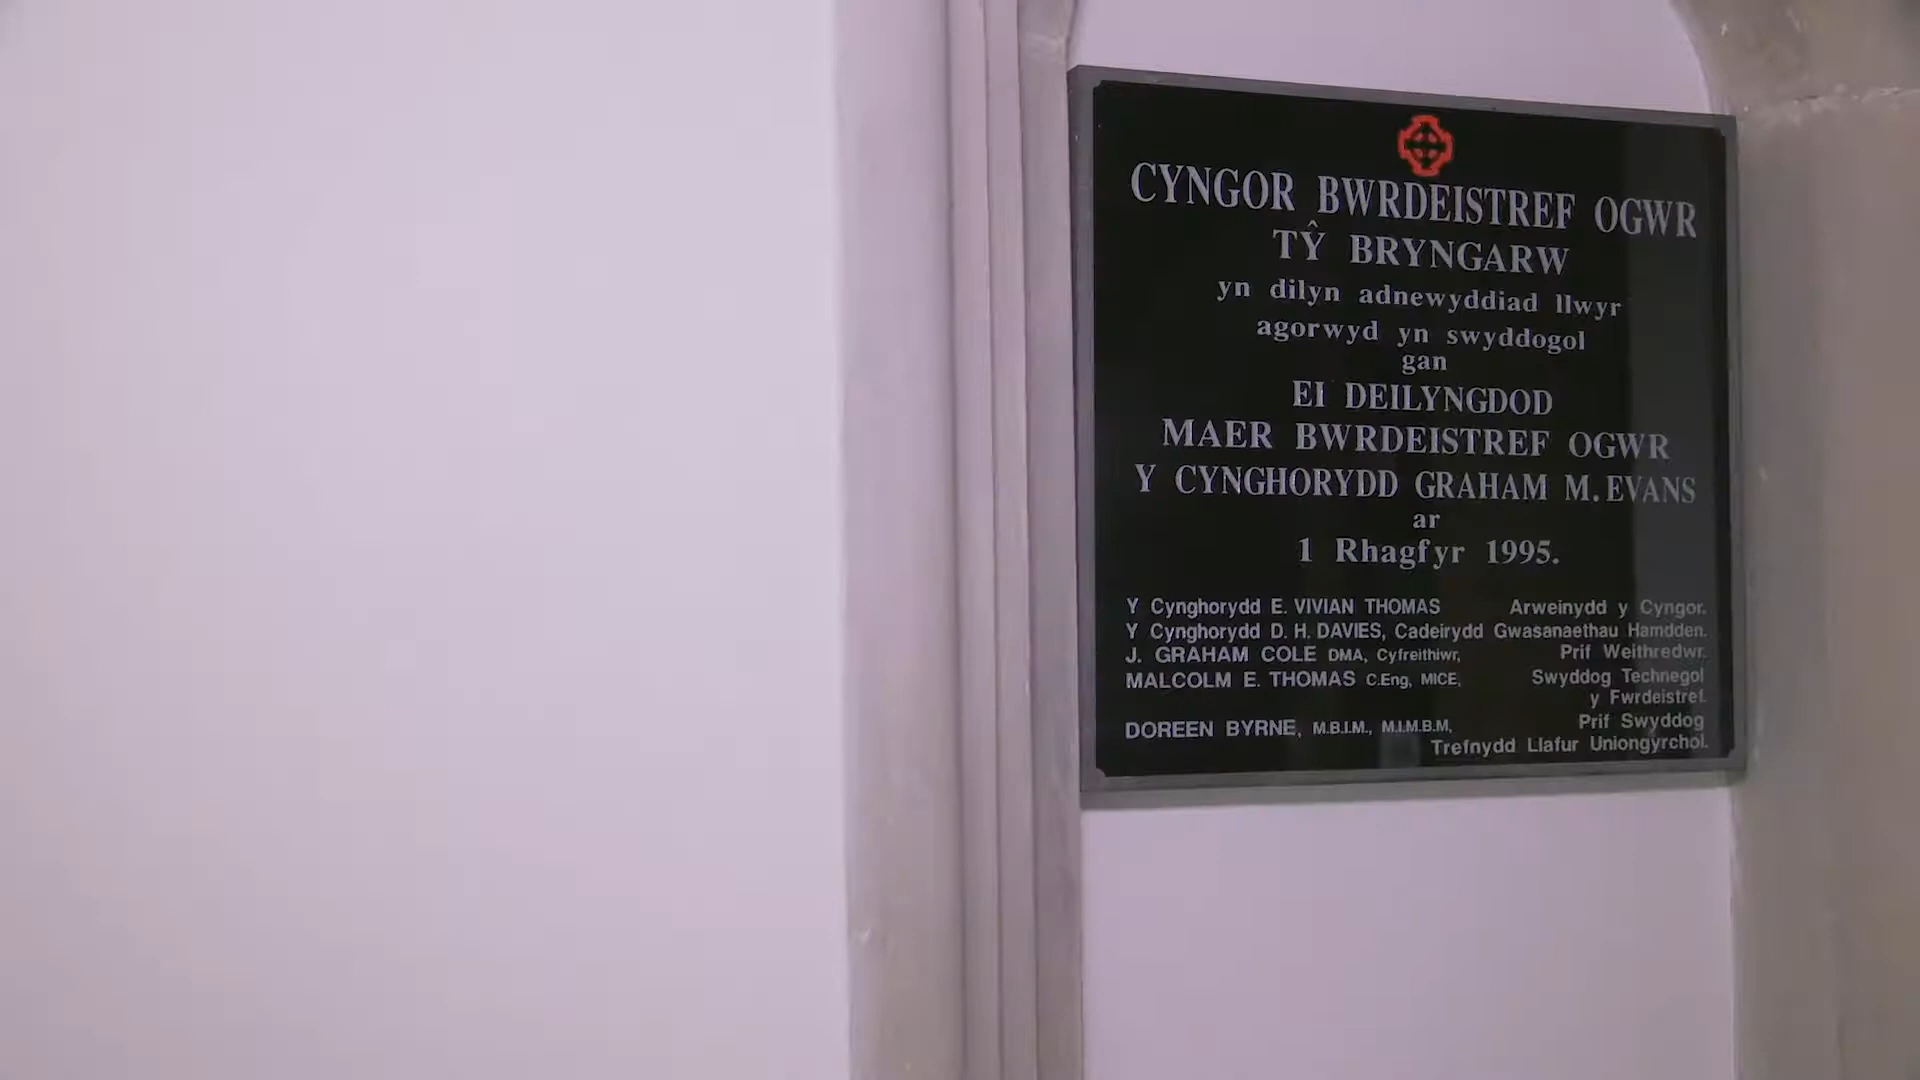 CYNGOR BWRDEISTREF OGWR
TŶ BRYNGARW
yn dilyn adnewyddiad llwyr
agorwyd yn swyddogol
gan
EI DEILYNGDOD
MAER BWRDEISTREF OGWR
Y CYNGHORYDD GRAHAM M. EVANS
ar
1 Rhagfyr 1995.
Y Cynghorydd E. VIVIAN THOMAS Arweinydd y Cyngor.
Y Cynghorydd D. H. DAVIES, Cadeirydd Gwasanaethau Hamdden.
J. GRAHAM COLE DMA, Cyfreithiwr, Prif Weithredwr.
MALCOLM E. THOMAS C.Eng, MICE, Swyddog Technegol
y Fwrdeistref.
DOREEN BYRNE, M.B.I.M., M.I.M.B.M, Prif Swyddog
Trefnydd Llafur Uniongyrchol.